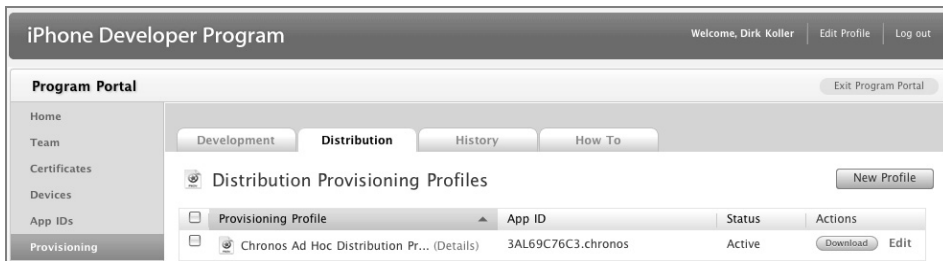 iPhone Developer Program
Welcome, Dirk Koller
Edit Profile
Log out
Program Portal
Exit Program Portal
Home
Team
Certificates
Devices
App IDs
Provisioning
Development
Distribution
History
How To
Distribution Provisioning Profiles
New Profile
Provisioning Profile
App ID
Status
Actions
Chronos Ad Hoc Distribution Pr... (Details)
3AL69C76C3.chronos
Active
Download
Edit